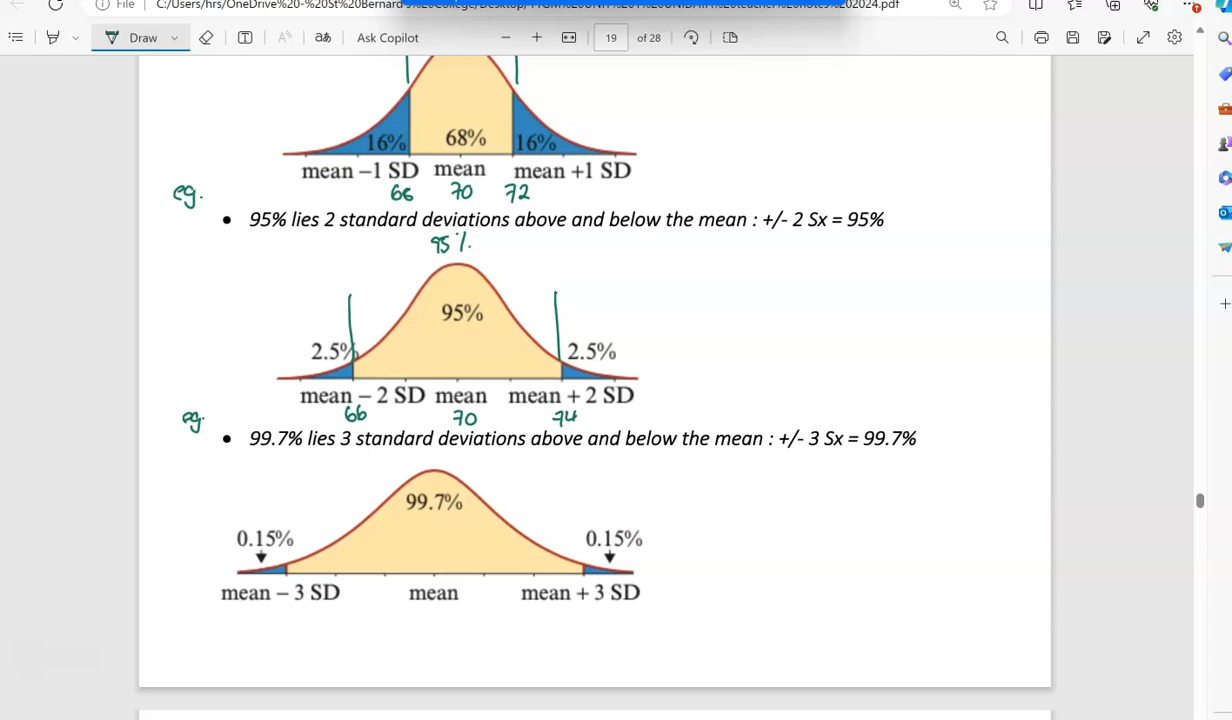 File C:/Users/hrs/OneDrive%20-%20St%20Bernard 2024.pdf
Draw Ask Copilot 19 of 28
16% 68% 16%
mean −1 SD mean mean +1 SD
eg. 68 70 72
• 95% lies 2 standard deviations above and below the mean : +/- 2 Sx = 95%
95%
95%
2.5% 2.5%
mean − 2 SD mean mean + 2 SD
eg. 66 70 74
• 99.7% lies 3 standard deviations above and below the mean : +/- 3 Sx = 99.7%
99.7%
0.15% 0.15%
mean − 3 SD mean mean + 3 SD